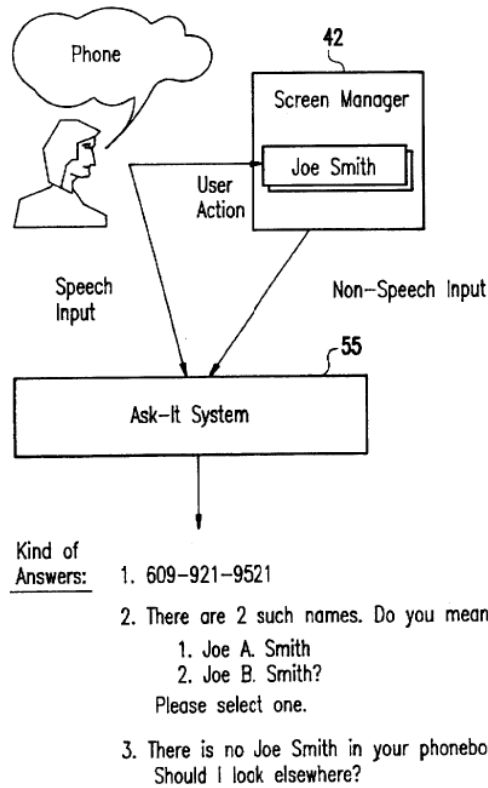 Phone
42
Screen Manager
Joe Smith
User
Action
Speech
Input
Non-Speech Input
55
Ask-It System
Kind of
Answers:
1. 609-921-9521
2. There are 2 such names. Do you mean
1. Joe A. Smith
2. Joe B. Smith?
Please select one.
3. There is no Joe Smith in your phonebo
Should I look elsewhere?